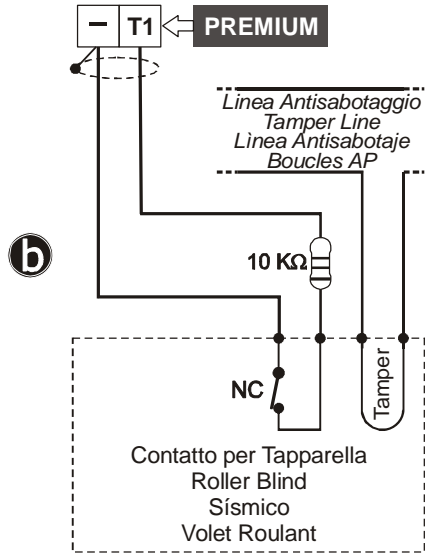 – T1 PREMIUM
Linea Antisabotaggio
Tamper Line
Lìnea Antisabotaje
Boucles AP
b
10 KΩ
NC
Tamper
Contatto per Tapparella
Roller Blind
Sísmico
Volet Roulant